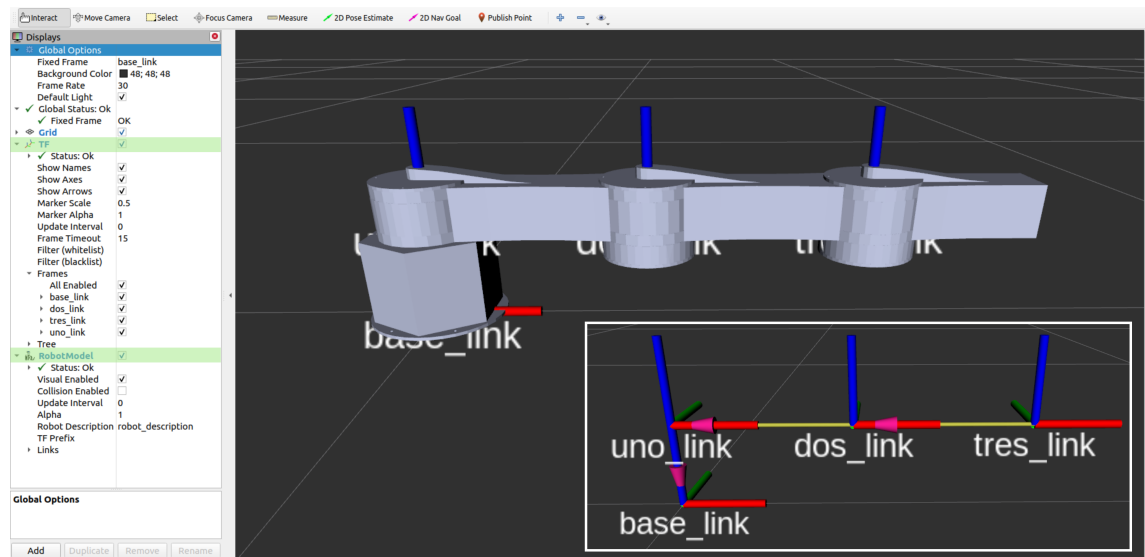 Interact Move Camera Select Focus Camera Measure 2D Pose Estimate 2D Nav Goal Publish Point
Displays
Global Options
Fixed Frame base_link
Background Color 48; 48; 48
Frame Rate 30
Default Light
Global Status: Ok
Fixed Frame OK
Grid
TF
Status: Ok
Show Names
Show Axes
Show Arrows
Marker Scale 0.5
Marker Alpha 1
Update Interval 0
Frame Timeout 15
Filter (whitelist)
Filter (blacklist)
Frames
All Enabled
base_link
dos_link
tres_link
uno_link
Tree
RobotModel
Status: Ok
Visual Enabled
Collision Enabled
Update Interval 0
Alpha 1
Robot Description robot_description
TF Prefix
Links
Global Options
Add Duplicate Remove Rename
base_link
uno_link dos_link tres_link
base_link